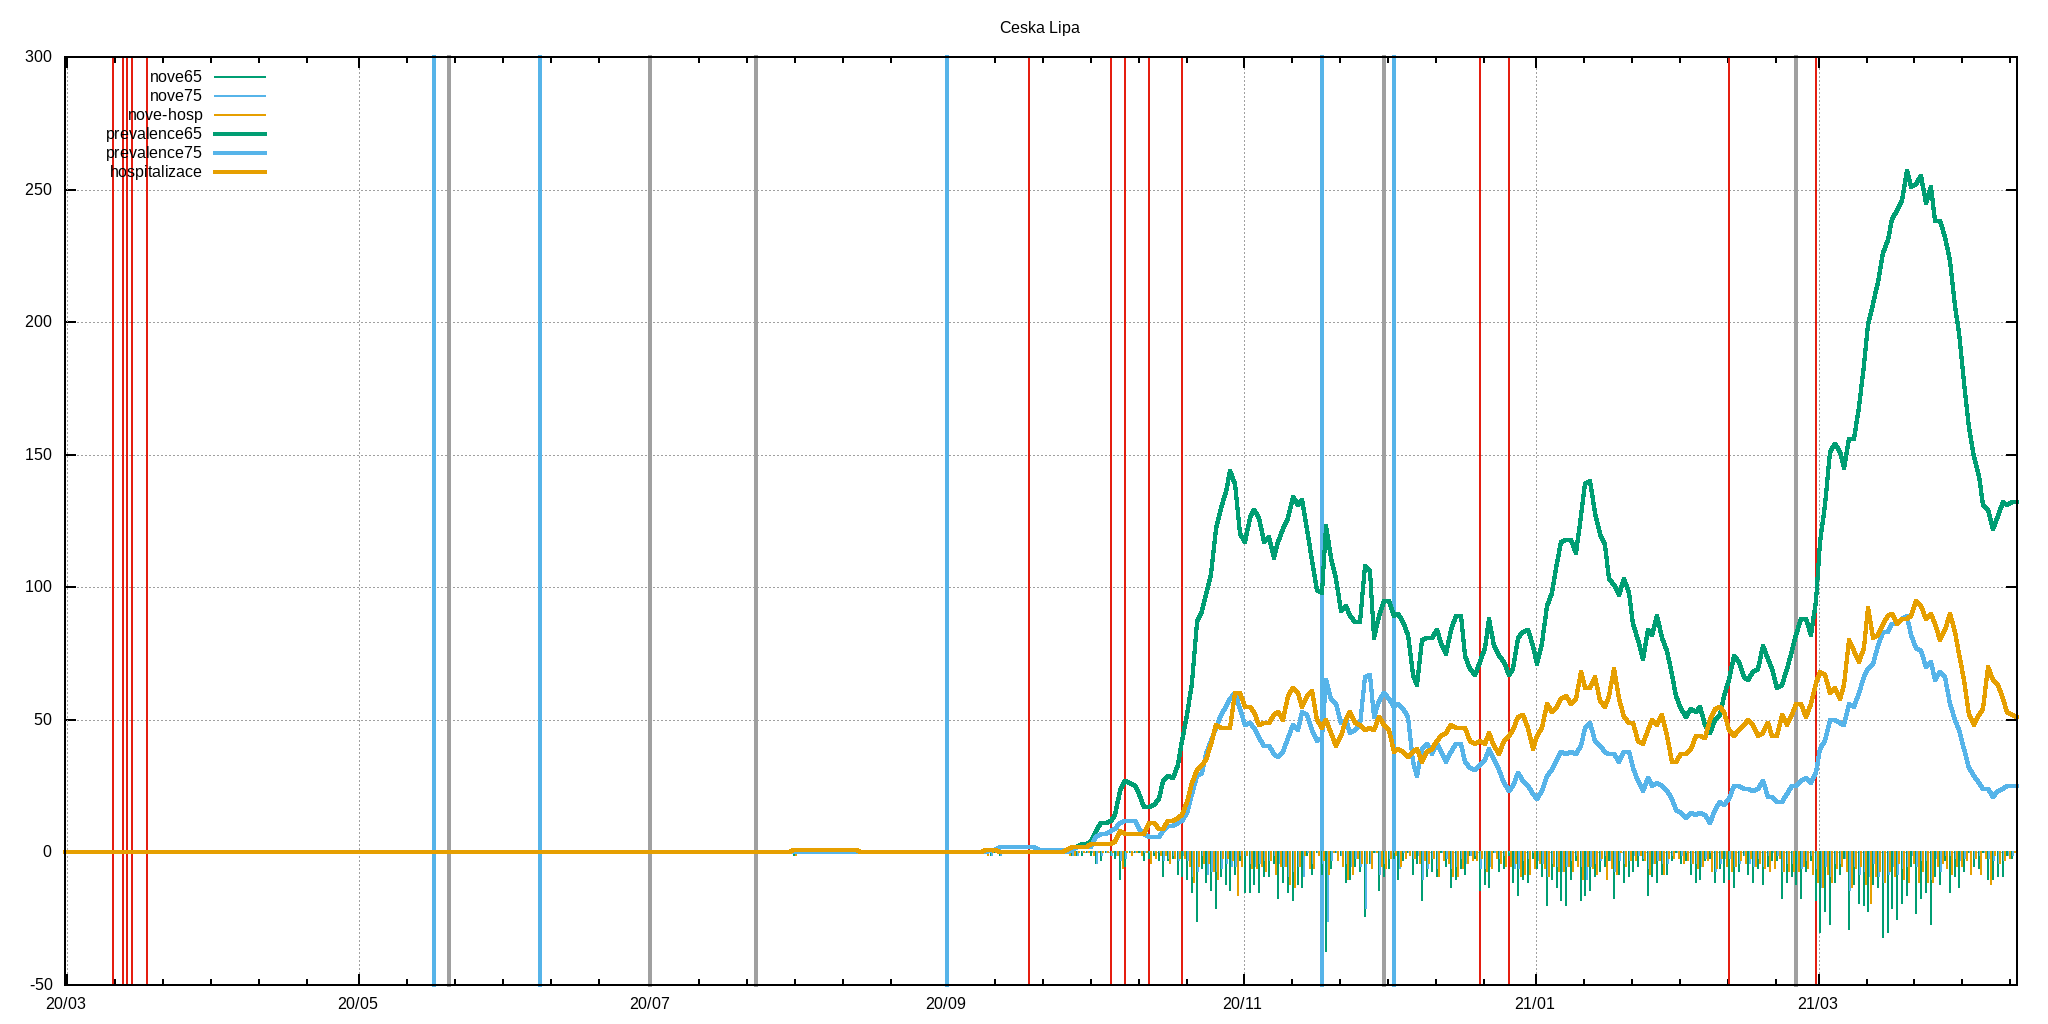 Ceska Lipa
300
250
200
150
100
50
0
-50
nove65
nove75
nove-hosp
prevalence65
prevalence75
hospitalizace
20/03 20/05 20/07 20/09 20/11 21/01 21/03